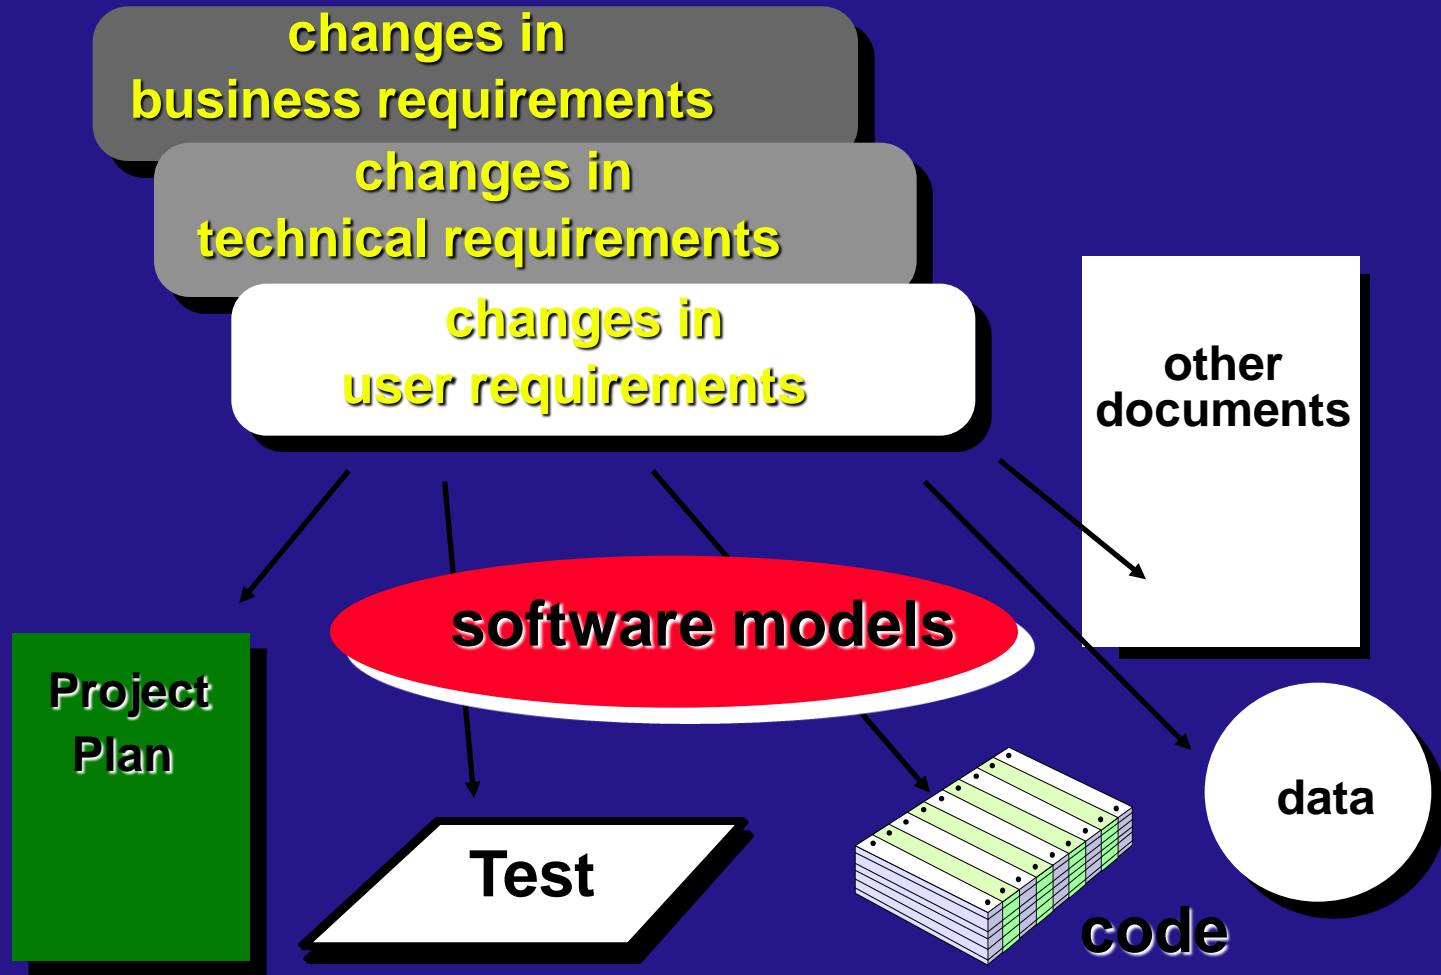 changes in
business requirements
changes in
technical requirements
changes in
user requirements
other
documents
software models
Project
Plan
data
Test
code